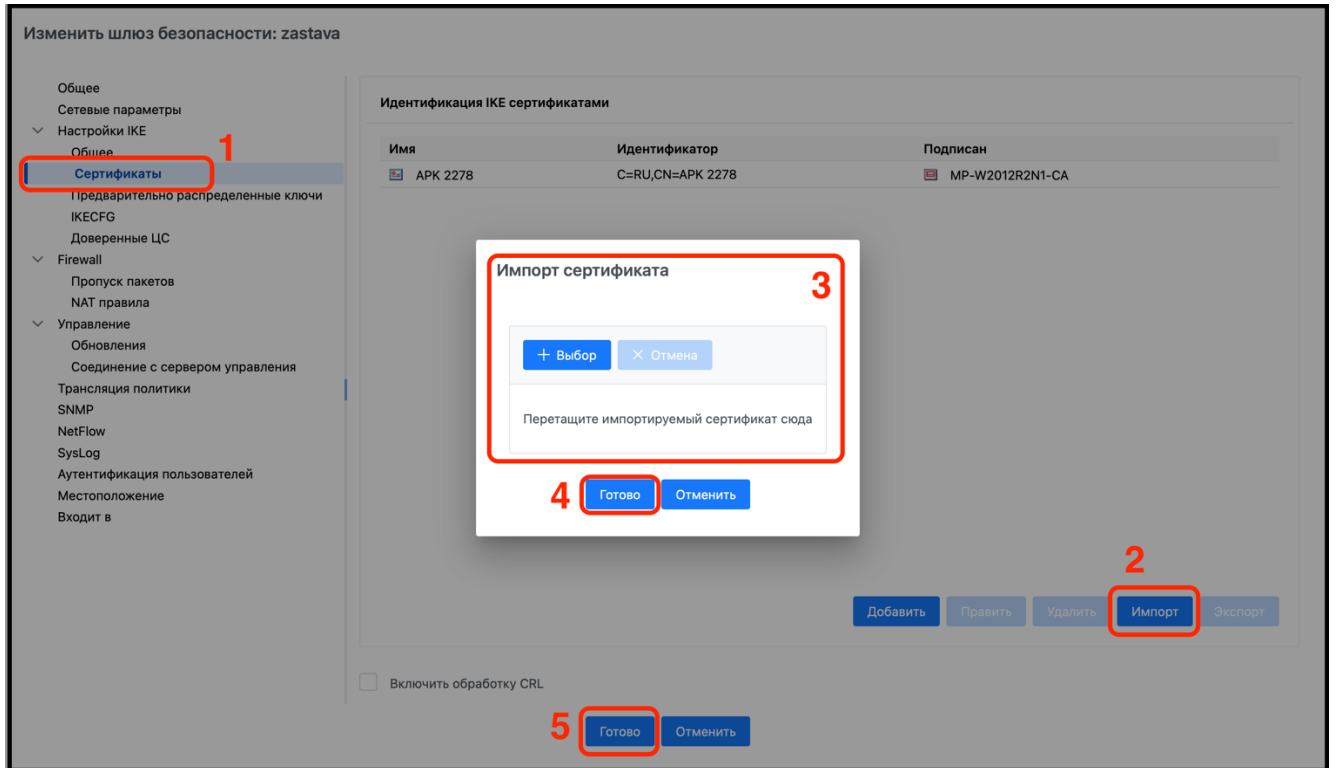 Изменить шлюз безопасности: zastava
Общее
Сетевые параметры
Настройки IKE
Общее
1
Сертификаты
Предварительно распределенные ключи
IKECFG
Доверенные ЦС
Firewall
Пропуск пакетов
NAT правила
Управление
Обновления
Соединение с сервером управления
Трансляция политики
SNMP
NetFlow
SysLog
Аутентификация пользователей
Местоположение
Входит в
Идентификация IKE сертификатами
Имя Идентификатор Подписан
APK 2278 C=RU,CN=APK 2278 MP-W2012R2N1-CA
Импорт сертификата
3
+ Выбор × Отмена
Перетащите импортируемый сертификат сюда
4 Готово Отменить
2
Добавить Править Удалить Импорт Экспорт
Включить обработку CRL
5 Готово Отменить